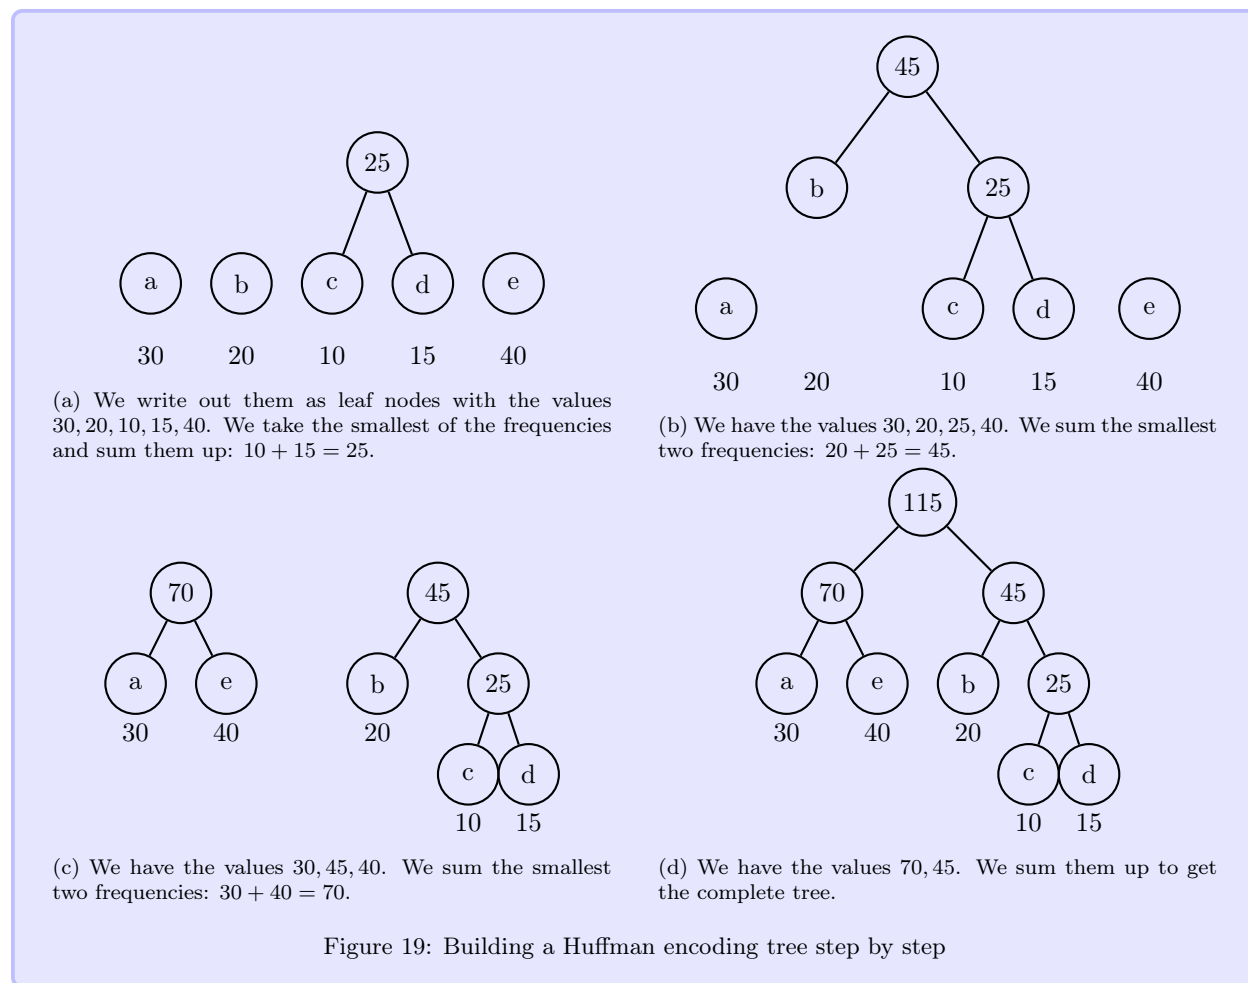 25
a b c d e
30 20 10 15 40
(a) We write out them as leaf nodes with the values
30, 20, 10, 15, 40. We take the smallest of the frequencies
and sum them up: 10 + 15 = 25.
45
b 25
a c d e
30 20 10 15 40
(b) We have the values 30, 20, 25, 40. We sum the smallest
two frequencies: 20 + 25 = 45.
70 45
a e b 25
30 40 20
c d
10 15
(c) We have the values 30, 45, 40. We sum the smallest
two frequencies: 30 + 40 = 70.
115
70 45
a e b 25
30 40 20
c d
10 15
(d) We have the values 70, 45. We sum them up to get
the complete tree.
Figure 19: Building a Huffman encoding tree step by step